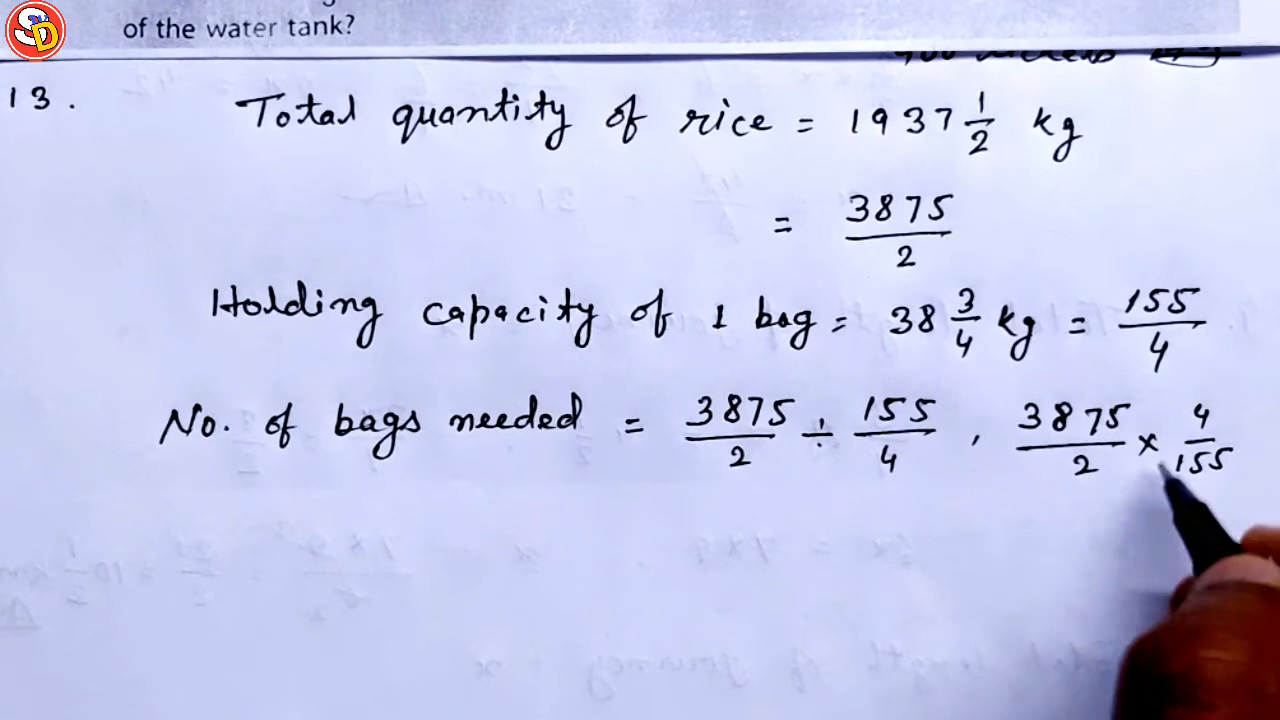 SD
of the water tank?
13. Total quantity of rice = 1937 1/2 kg
= 3875/2
Holding capacity of 1 bag = 38 3/4 kg = 155/4
No. of bags needed = 3875/2 ÷ 155/4 , 3875/2 × 4/155